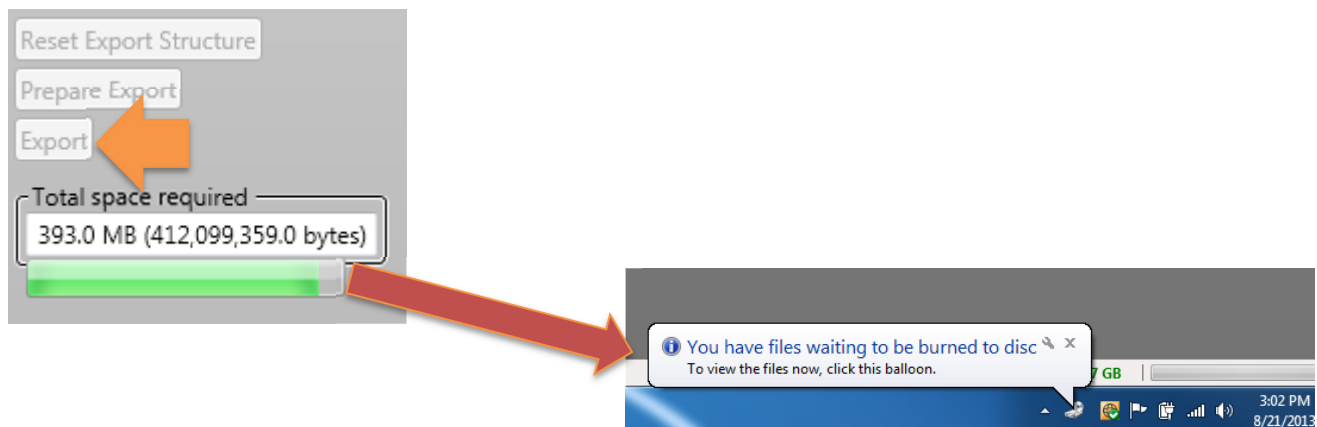 Reset Export Structure
Prepare Export
Export
Total space required
393.0 MB (412,099,359.0 bytes)
You have files waiting to be burned to disc
To view the files now, click this balloon.
GB
3:02 PM
8/21/2013